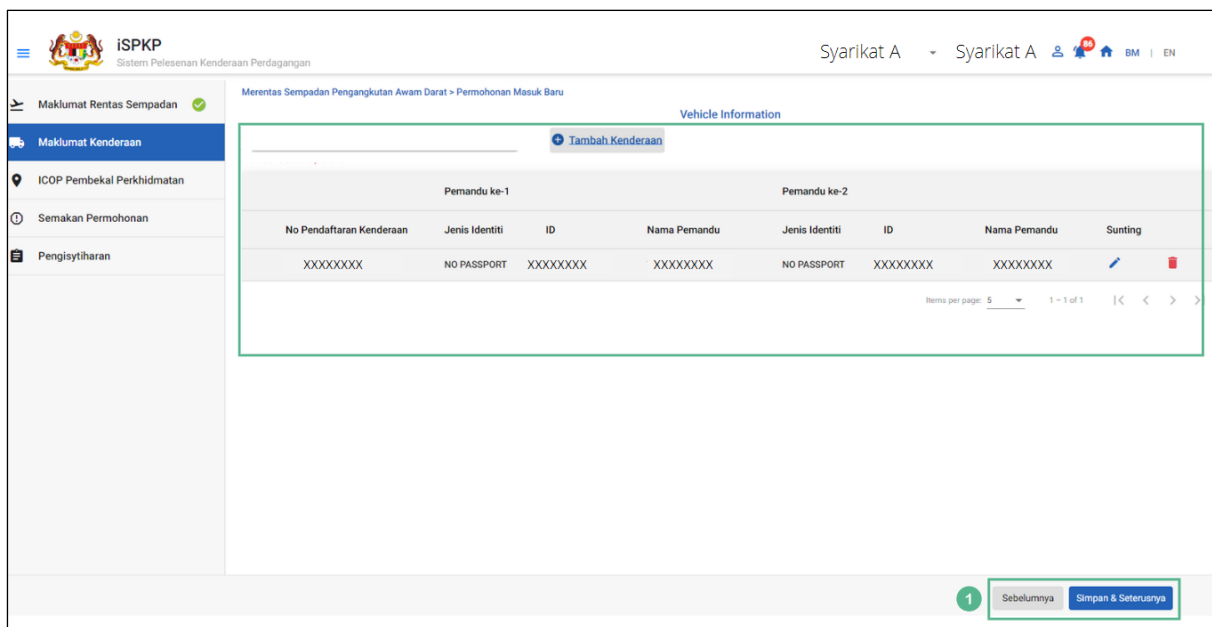 iSPKP
Sistem Pelesenan Kenderaan Perdagangan
Syarikat A Syarikat A 86 BM | EN
Maklumat Rentas Sempadan
Maklumat Kenderaan
ICOP Pembekal Perkhidmatan
Semakan Permohonan
Pengisytiharan
Merentas Sempadan Pengangkutan Awam Darat > Permohonan Masuk Baru
Vehicle Information
Tambah Kenderaan
Pemandu ke-1 Pemandu ke-2
No Pendaftaran Kenderaan Jenis Identiti ID Nama Pemandu Jenis Identiti ID Nama Pemandu Sunting
XXXXXXXX NO PASSPORT XXXXXXXX XXXXXXXX NO PASSPORT XXXXXXXX XXXXXXXX
Items per page: 5 1 – 1 of 1
1 Sebelumnya Simpan & Seterusnya